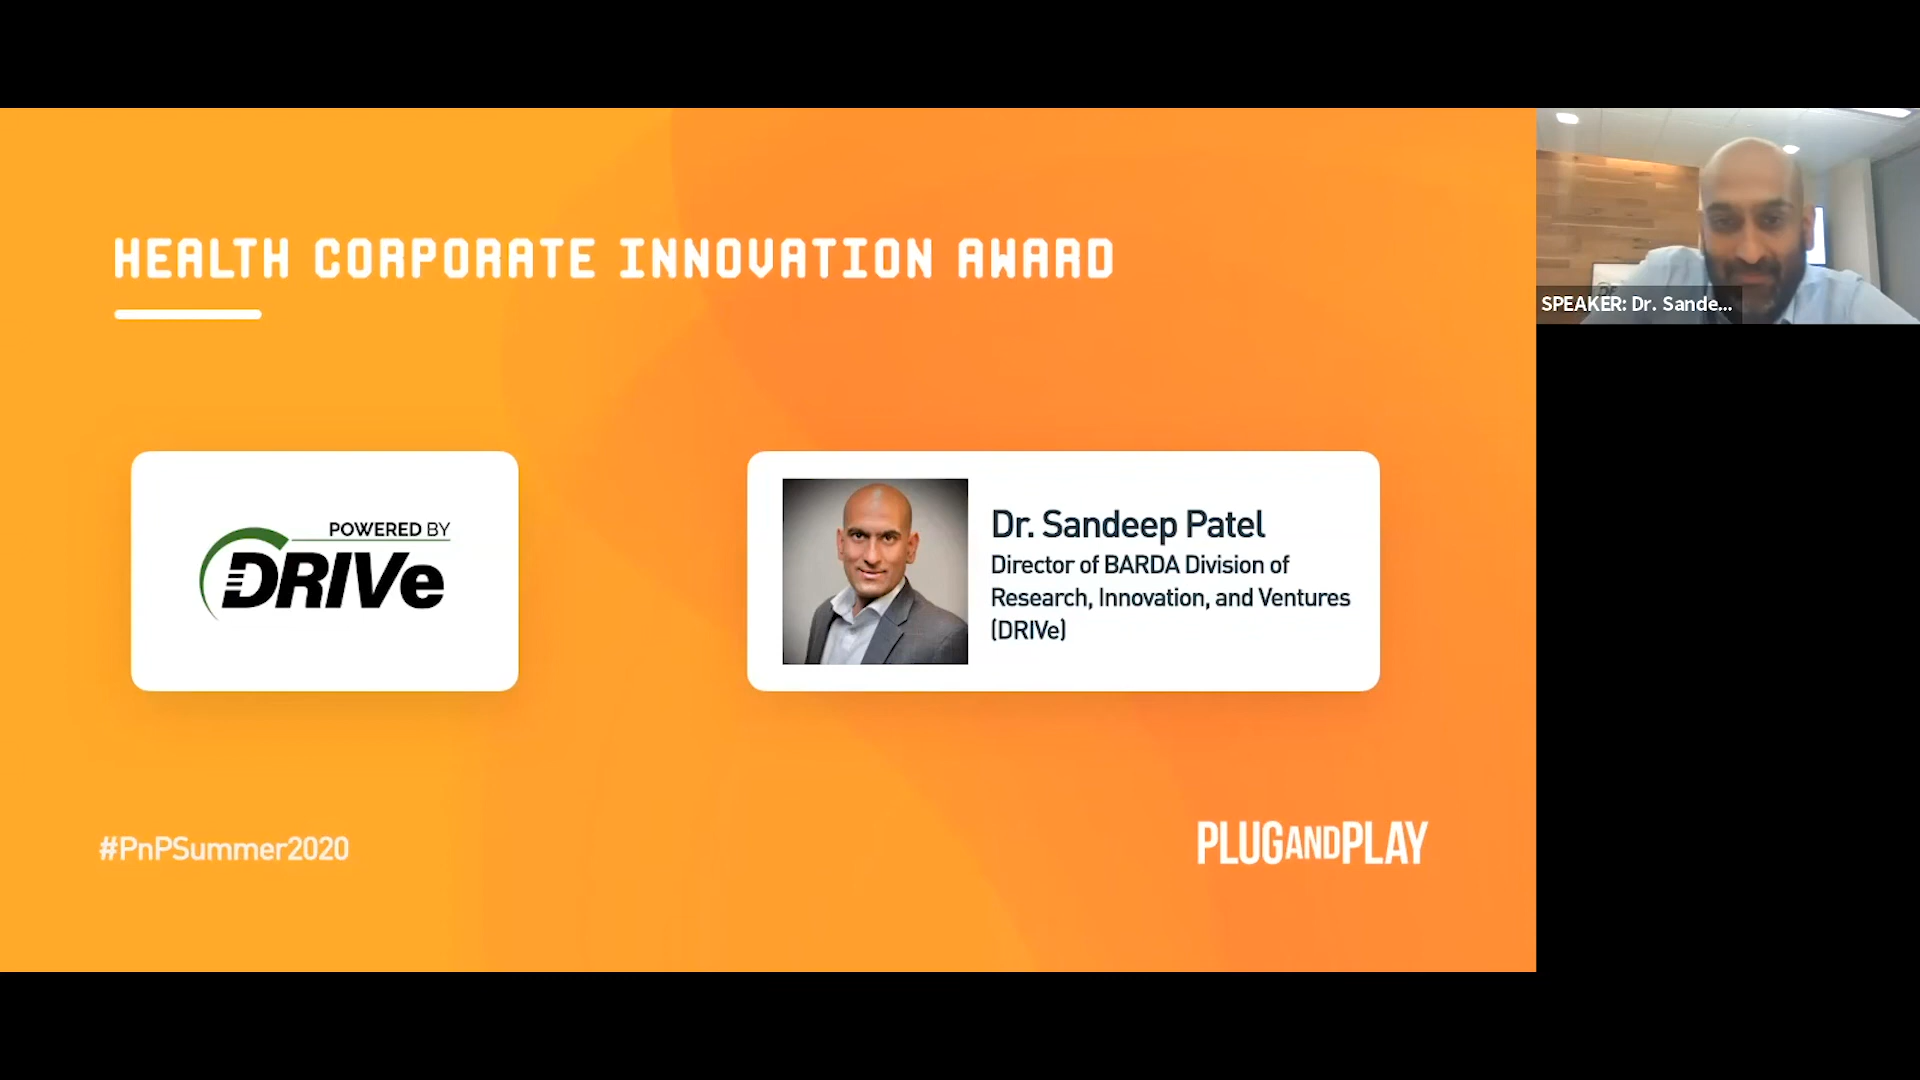 HEALTH CORPORATE INNOVATION AWARD
SPEAKER: Dr. Sande...
POWERED BY
DRIVe
Dr. Sandeep Patel
Director of BARDA Division of
Research, Innovation, and Ventures
(DRIVe)
#PnPSummer2020
PLUGANDPLAY